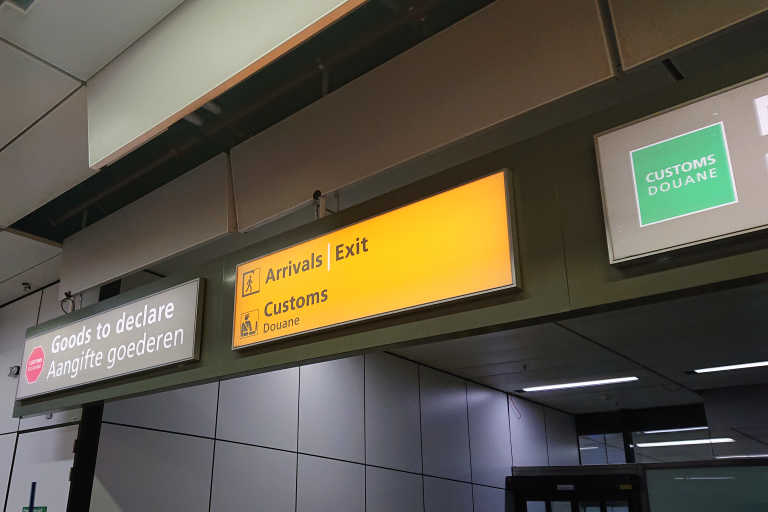 CUSTOMS
DOUANE
Arrivals | Exit
Customs
Douane
Goods to declare
Aangifte goederen